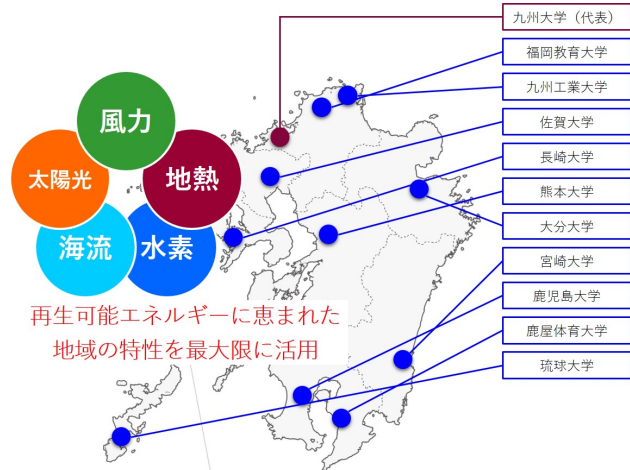 九州大学（代表）
福岡教育大学
九州工業大学
佐賀大学
長崎大学
熊本大学
大分大学
宮崎大学
鹿児島大学
鹿屋体育大学
琉球大学
風力
太陽光
地熱
海流
水素
再生可能エネルギーに恵まれた
地域の特性を最大限に活用